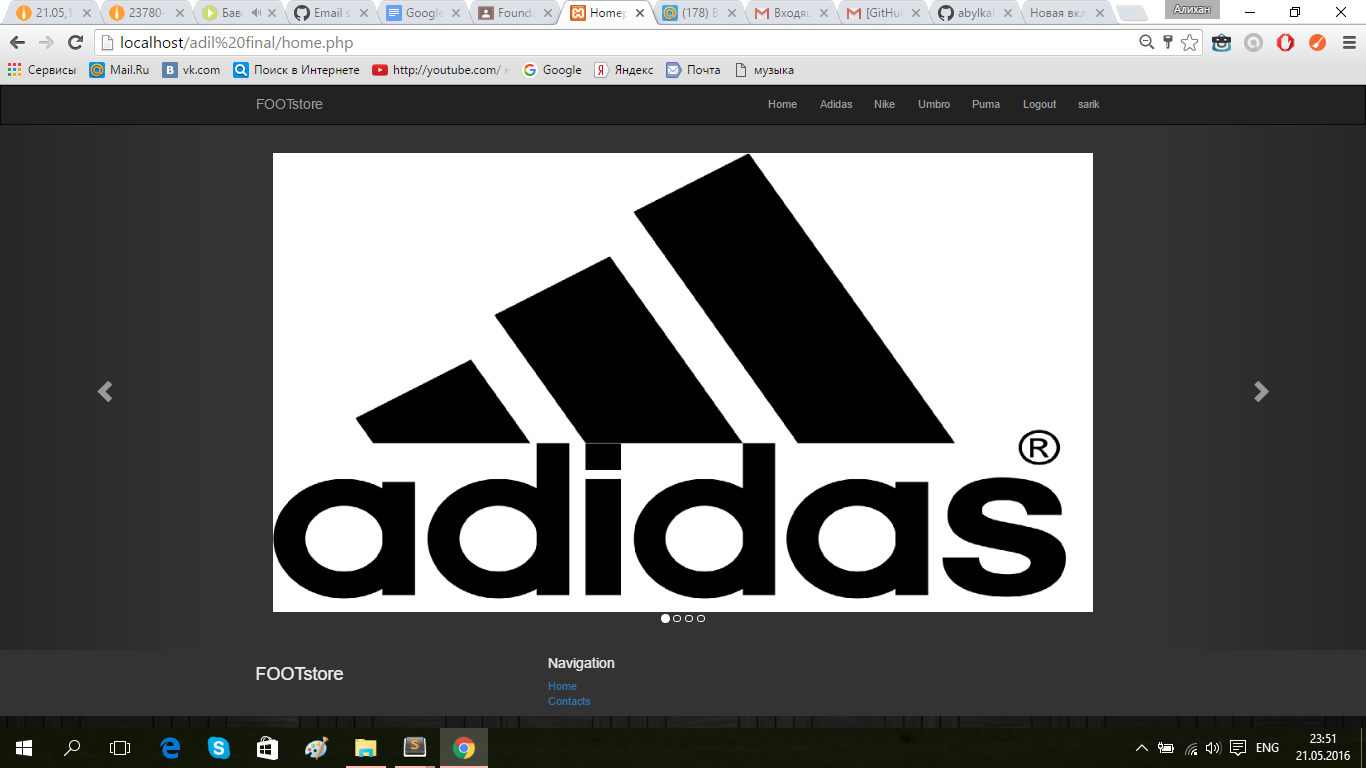 21.05,1
23780-
Бав
Email s
Google
Found
Homep
(178) В
Входящ
[GitHu
abylka
Новая вкл
Алихан
localhost/adil%20final/home.php
Сервисы Mail.Ru vk.com Поиск в Интернете http://youtube.com/ Google Яндекс Почта музыка
FOOTstore Home Adidas Nike Umbro Puma Logout sarik
adidas ®
FOOTstore
Navigation
Home
Contacts
ENG
23:51
21.05.2016